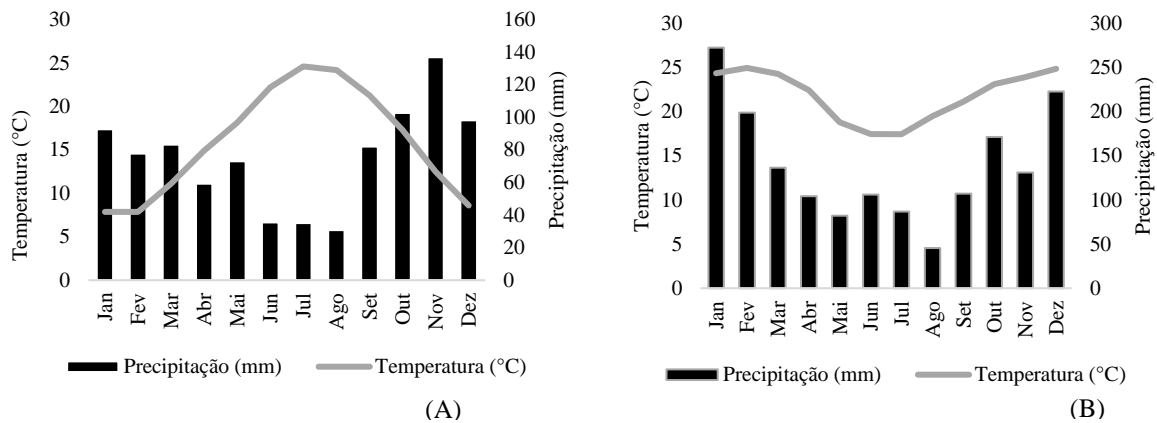 Temperatura (°C)
30
25
20
15
10
5
0
160
140
120
100
80
60
40
20
0
Precipitação (mm)
Jan
Fev
Mar
Abr
Mai
Jun
Jul
Ago
Set
Out
Nov
Dez
Precipitação (mm) Temperatura (°C)
(A)
Temperatura (°C)
30
25
20
15
10
5
0
300
250
200
150
100
50
0
Precipitação (mm)
Jan
Fev
Mar
Abr
Mai
Jun
Jul
Ago
Set
Out
Nov
Dez
Precipitação (mm) Temperatura (°C)
(B)